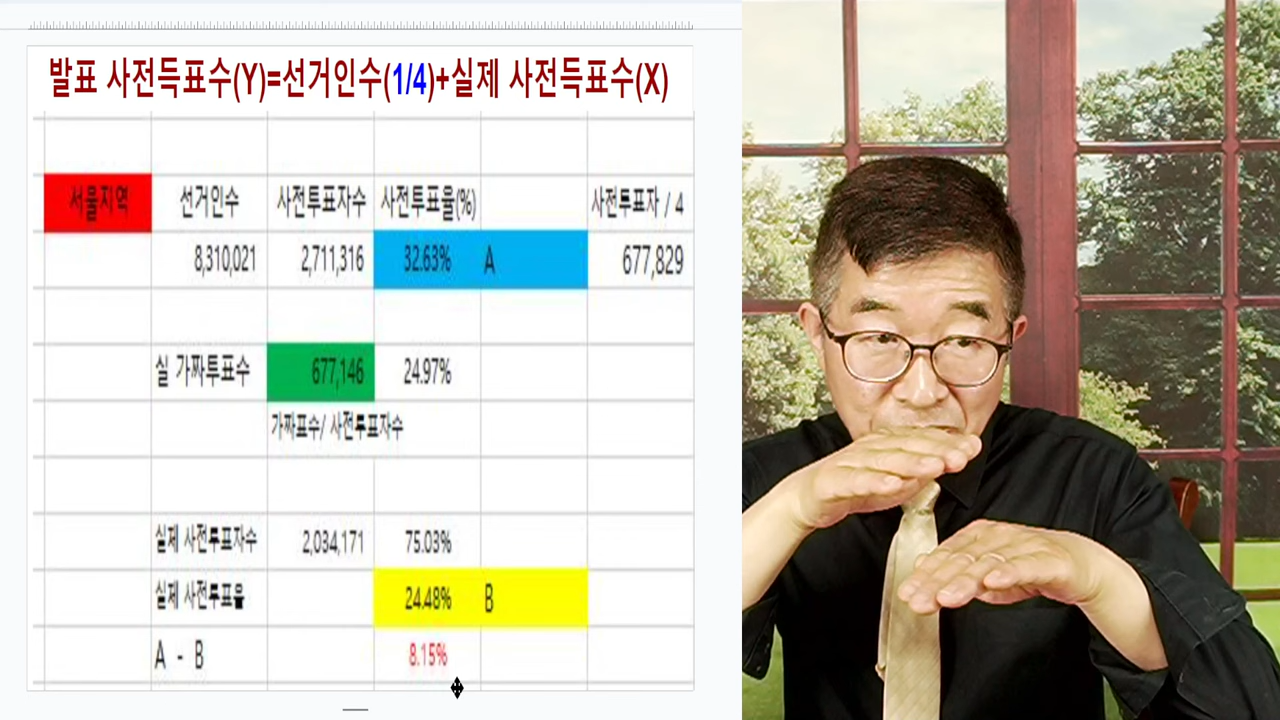 발표 사전득표수(Y)=선거인수(1/4)+실제 사전득표수(X)
서울지역 선거인수 사전투표자수 사전투표율(%) 사전투표자 / 4
8,310,021 2,711,316 32.63% A 677,829
실 가짜투표수 677,146 24.97%
가짜표수/ 사전투표자수
실제 사전투표자수 2,034,171 75.03%
실제 사전투표율 24.48% B
A - B 8.15%